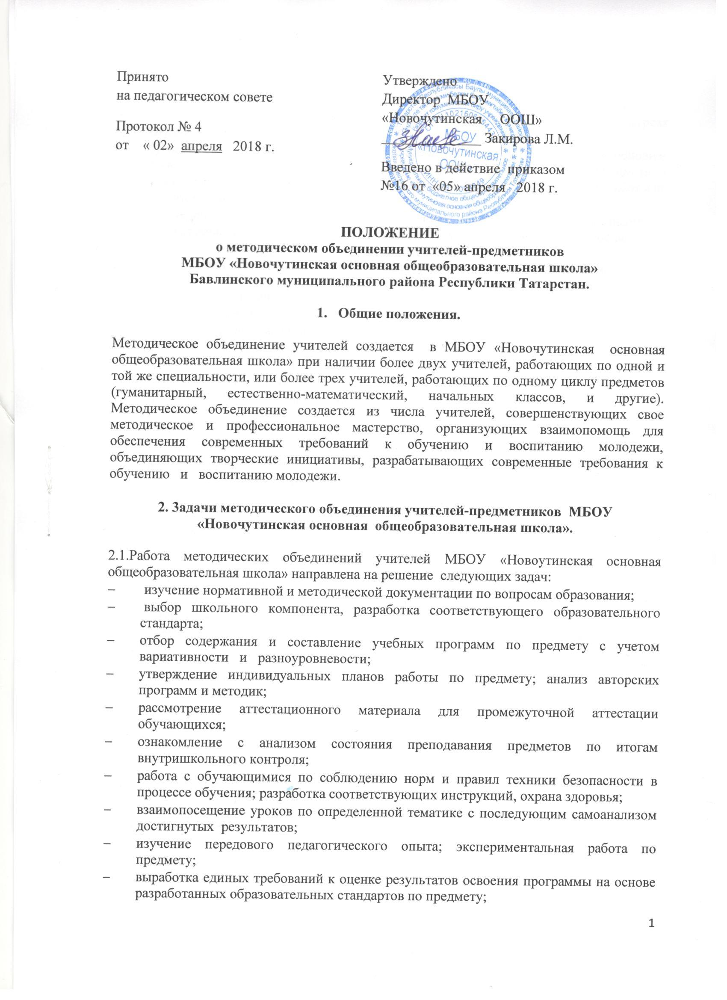 Принято
на педагогическом совете
Протокол № 4
от « 02» апреля 2018 г.
Утверждено
Директор МБОУ
«Новочутинская ООШ»
Закирова Л.М.
Введено в действие приказом
№16 от «05» апреля 2018 г.
МБОУ
«Новочутинская
ООШ»
ПОЛОЖЕНИЕ
о методическом объединении учителей-предметников
МБОУ «Новочутинская основная общеобразовательная школа»
Бавлинского муниципального района Республики Татарстан.
1. Общие положения.
Методическое объединение учителей создается в МБОУ «Новочутинская основная
общеобразовательная школа» при наличии более двух учителей, работающих по одной и
той же специальности, или более трех учителей, работающих по одному циклу предметов
(гуманитарный, естественно-математический, начальных классов, и другие).
Методическое объединение создается из числа учителей, совершенствующих свое
методическое и профессиональное мастерство, организующих взаимопомощь для
обеспечения современных требований к обучению и воспитанию молодежи,
объединяющих творческие инициативы, разрабатывающих современные требования к
обучению и воспитанию молодежи.
2. Задачи методического объединения учителей-предметников МБОУ
«Новочутинская основная общеобразовательная школа».
2.1.Работа методических объединений учителей МБОУ «Новоутинская основная
общеобразовательная школа» направлена на решение следующих задач:
– изучение нормативной и методической документации по вопросам образования;
– выбор школьного компонента, разработка соответствующего образовательного
стандарта;
– отбор содержания и составление учебных программ по предмету с учетом
вариативности и разноуровневости;
– утверждение индивидуальных планов работы по предмету; анализ авторских
программ и методик;
– рассмотрение аттестационного материала для промежуточной аттестации
обучающихся;
– ознакомление с анализом состояния преподавания предметов по итогам
внутришкольного контроля;
– работа с обучающимися по соблюдению норм и правил техники безопасности в
процессе обучения; разработка соответствующих инструкций, охрана здоровья;
– взаимопосещение уроков по определенной тематике с последующим самоанализом
достигнутых результатов;
– изучение передового педагогического опыта; экспериментальная работа по
предмету;
– выработка единых требований к оценке результатов освоения программы на основе
разработанных образовательных стандартов по предмету;
1